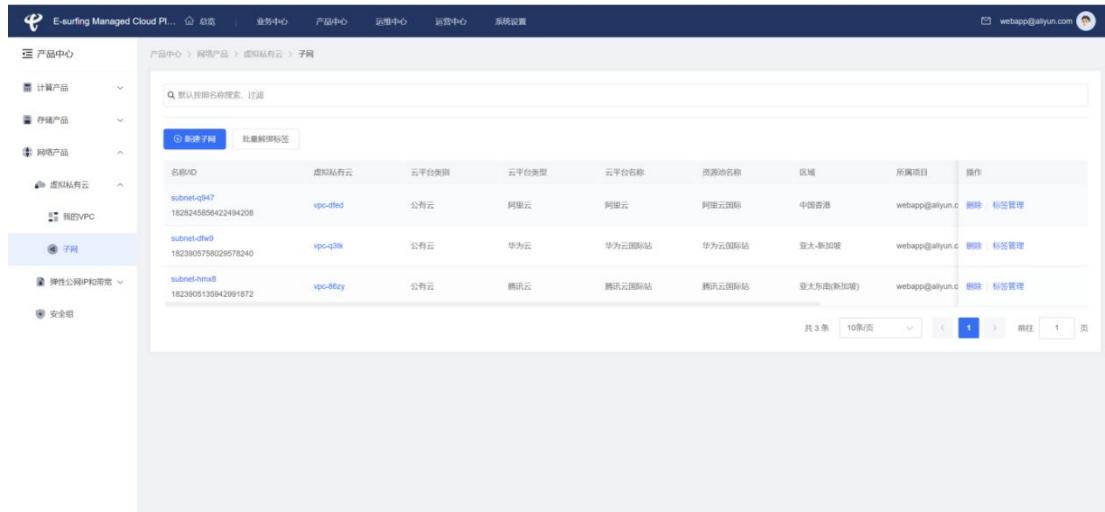 E-surfing Managed Cloud Pl... 总览 业务中心 产品中心 运维中心 运营中心 系统设置 webapp@aliyun.com
产品中心
产品中心 > 网络产品 > 虚拟私有云 > 子网
计算产品
默认按照名称搜索、过滤
存储产品
新建子网 批量解绑标签
网络产品
名称/ID 虚拟私有云 云平台类别 云平台类型 云平台名称 资源池名称 区域 所属项目 操作
虚拟私有云
subnet-q947
1828245856422494208 vpc-dfed 公有云 阿里云 阿里云 阿里云国际 中国香港 webapp@aliyun.c 删除 标签管理
我的VPC
subnet-dfw9
1823905758029578240 vpc-q3tk 公有云 华为云 华为云国际站 华为云国际站 亚太-新加坡 webapp@aliyun.c 删除 标签管理
子网
弹性公网IP和带宽
subnet-hmx8
1823905135942991872 vpc-86zy 公有云 腾讯云 腾讯云国际站 腾讯云国际站 亚太东南(新加坡) webapp@aliyun.c 删除 标签管理
安全组
共 3 条 10条/页 < 1 > 前往 1 页